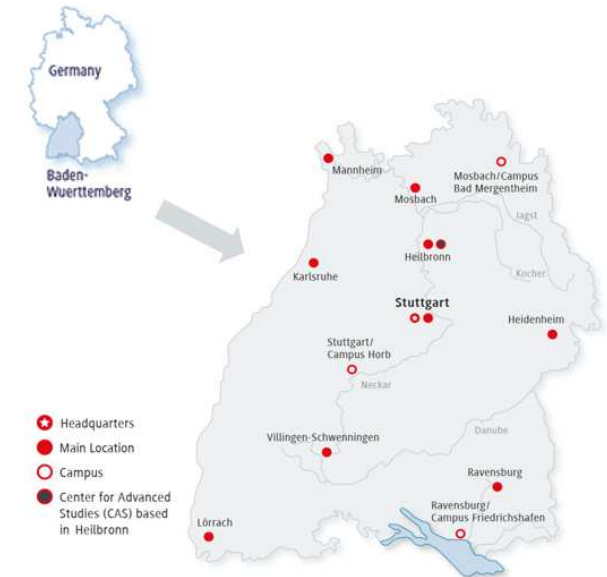 Germany
Baden-
Wuerttemberg
Mannheim
Mosbach/Campus
Bad Mergentheim
Mosbach
Jagst
Heilbronn
Kocher
Karlsruhe
Stuttgart
Heidenheim
Stuttgart/
Campus Horb
Neckar
Headquarters
Main Location
Campus
Center for Advanced
Studies (CAS) based
in Heilbronn
Villingen-Schwenningen
Danube
Ravensburg
Ravensburg/
Campus Friedrichshafen
Lörrach